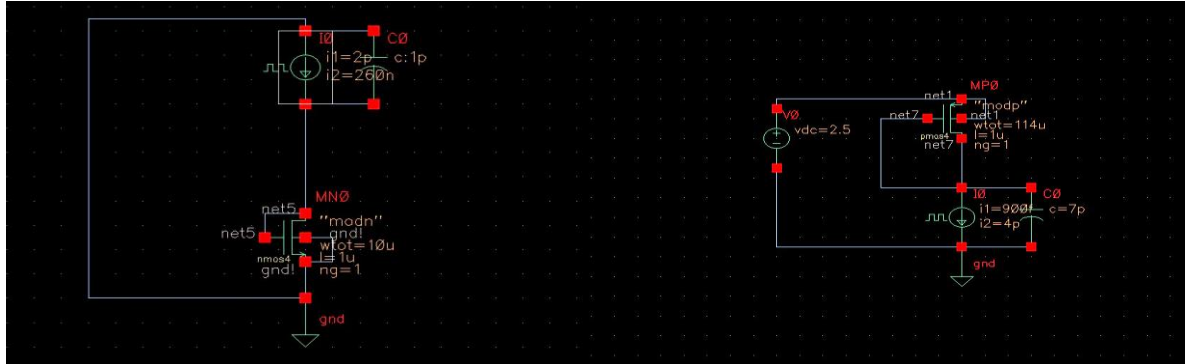 I0
C0
i1=2p
c:1p
i2=260n
MN0
net5
"modn"
net5
gnd!
wtot=10u
nmos4
l=1u
gnd!
ng=1
gnd
MP0
net1
"modp"
V0
net7
net1
vdc=2.5
wtot=114u
pmos4
l=1u
net7
ng=1
I0
C0
c=7p
i2=4p
gnd